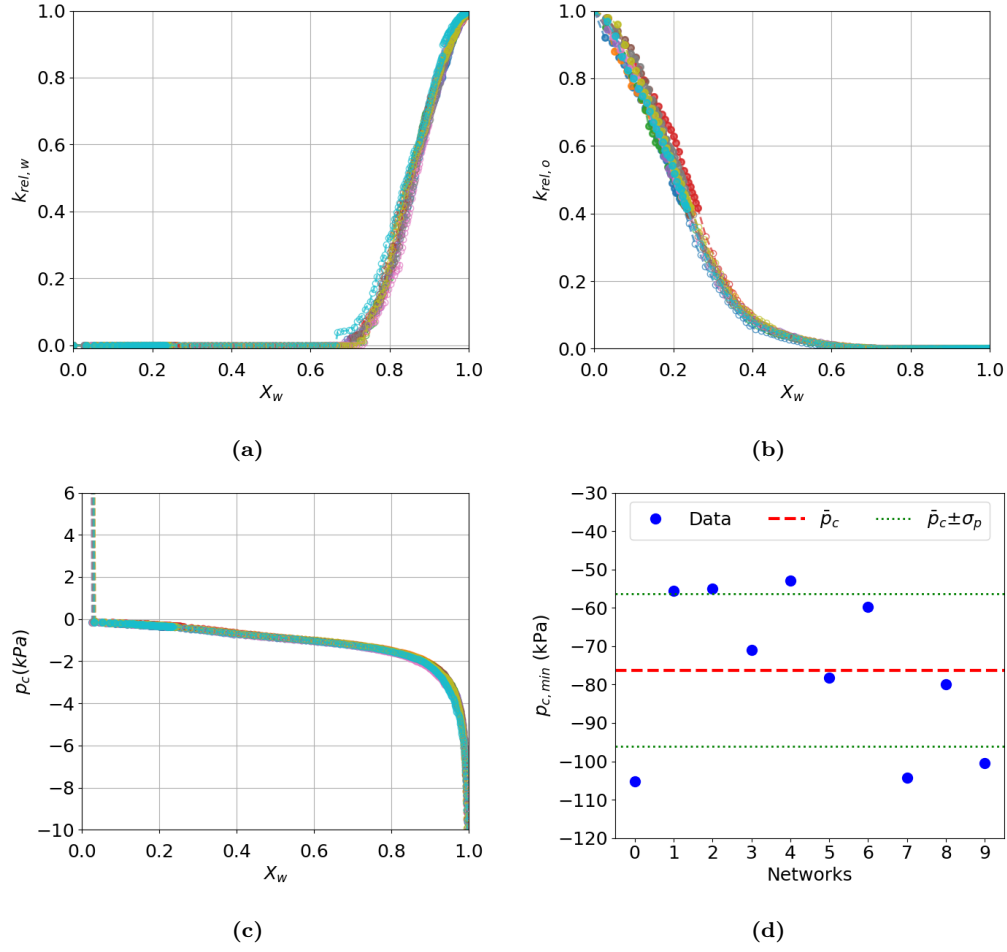 1.0
0.8
0.6
0.4
0.2
0.0
k_{rel,w}
0.0 0.2 0.4 0.6 0.8 1.0
X_w
(a)
1.0
0.8
0.6
0.4
0.2
0.0
k_{rel,o}
0.0 0.2 0.4 0.6 0.8 1.0
X_w
(b)
6
4
2
0
−2
−4
−6
−8
−10
p_c(kPa)
0.0 0.2 0.4 0.6 0.8 1.0
X_w
(c)
−30
−40
−50
−60
−70
−80
−90
−100
−110
−120
p_{c,min} (kPa)
Data p̄_c p̄_c±σ_p
0 1 2 3 4 5 6 7 8 9
Networks
(d)